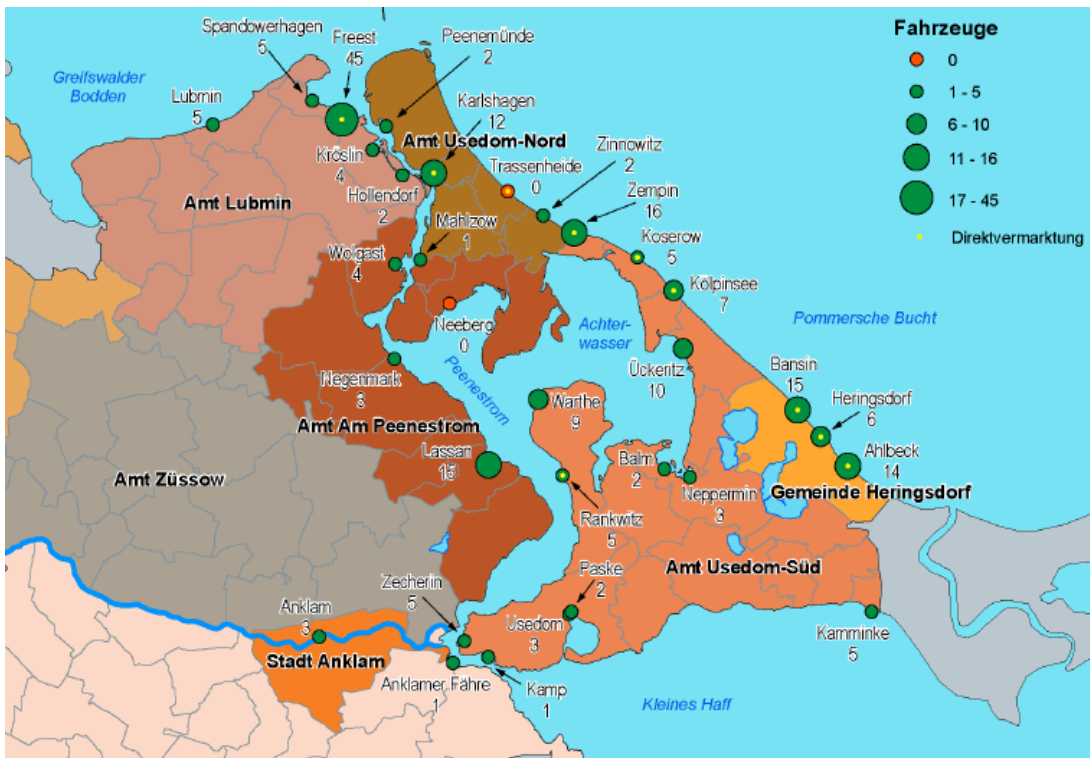 Spandowerhagen
5
Freest
45
Peenemünde
2
Greifswalder
Bodden
Lubmin
5
Karlshagen
12
Amt Usedom-Nord
Kröslin
4
Hollendorf
2
Trassenheide
0
Zinnowitz
2
Zempin
16
Amt Lubmin
Mahlzow
1
Wolgast
4
Koserow
5
Kölpinsee
7
Neeberg
0
Achter-
wasser
Pommersche Bucht
Ückeritz
10
Negenmark
3
Peenestrom
Bansin
15
Heringsdorf
6
Warthe
9
Amt Am Peenestrom
Ahlbeck
14
Lassan
15
Balm
2
Neppermin
3
Gemeinde Heringsdorf
Amt Züssow
Rankwitz
5
Amt Usedom-Süd
Paske
2
Zecherin
5
Anklam
3
Usedom
3
Kamminke
5
Stadt Anklam
Anklamer Fähre
1
Kamp
1
Kleines Haff
Fahrzeuge
0
1 - 5
6 - 10
11 - 16
17 - 45
Direktvermarktung